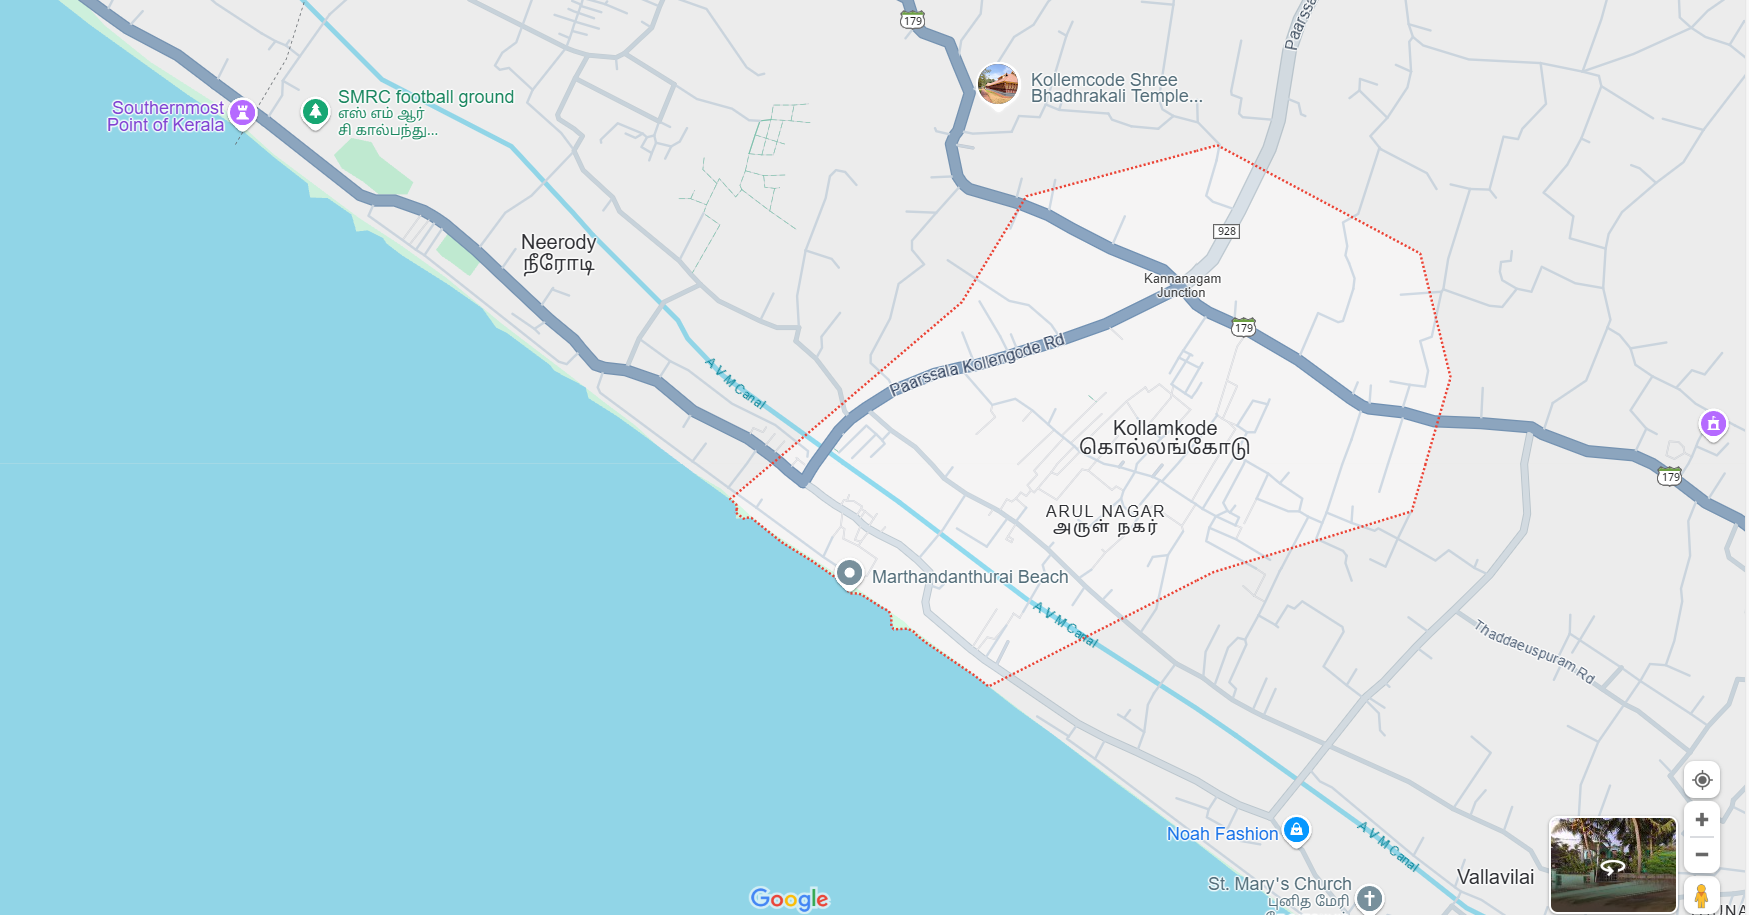 179
Paarssa
Kollemcode Shree
Bhadhrakali Temple...
Southernmost
Point of Kerala
SMRC football ground
எஸ் எம் ஆர்
சி கால்பந்து...
Neerody
நீரோடி
928
Kannanagam
Junction
179
Paarssala Kollengode Rd
A V M Canal
Kollamkode
கொல்லங்கோடு
179
ARUL NAGAR
அருள் நகர்
Marthandanthurai Beach
A V M Canal
Thaddaeuspuram Rd
Noah Fashion
A V M Canal
Vallavilai
St. Mary's Church
புனித மேரி
Google